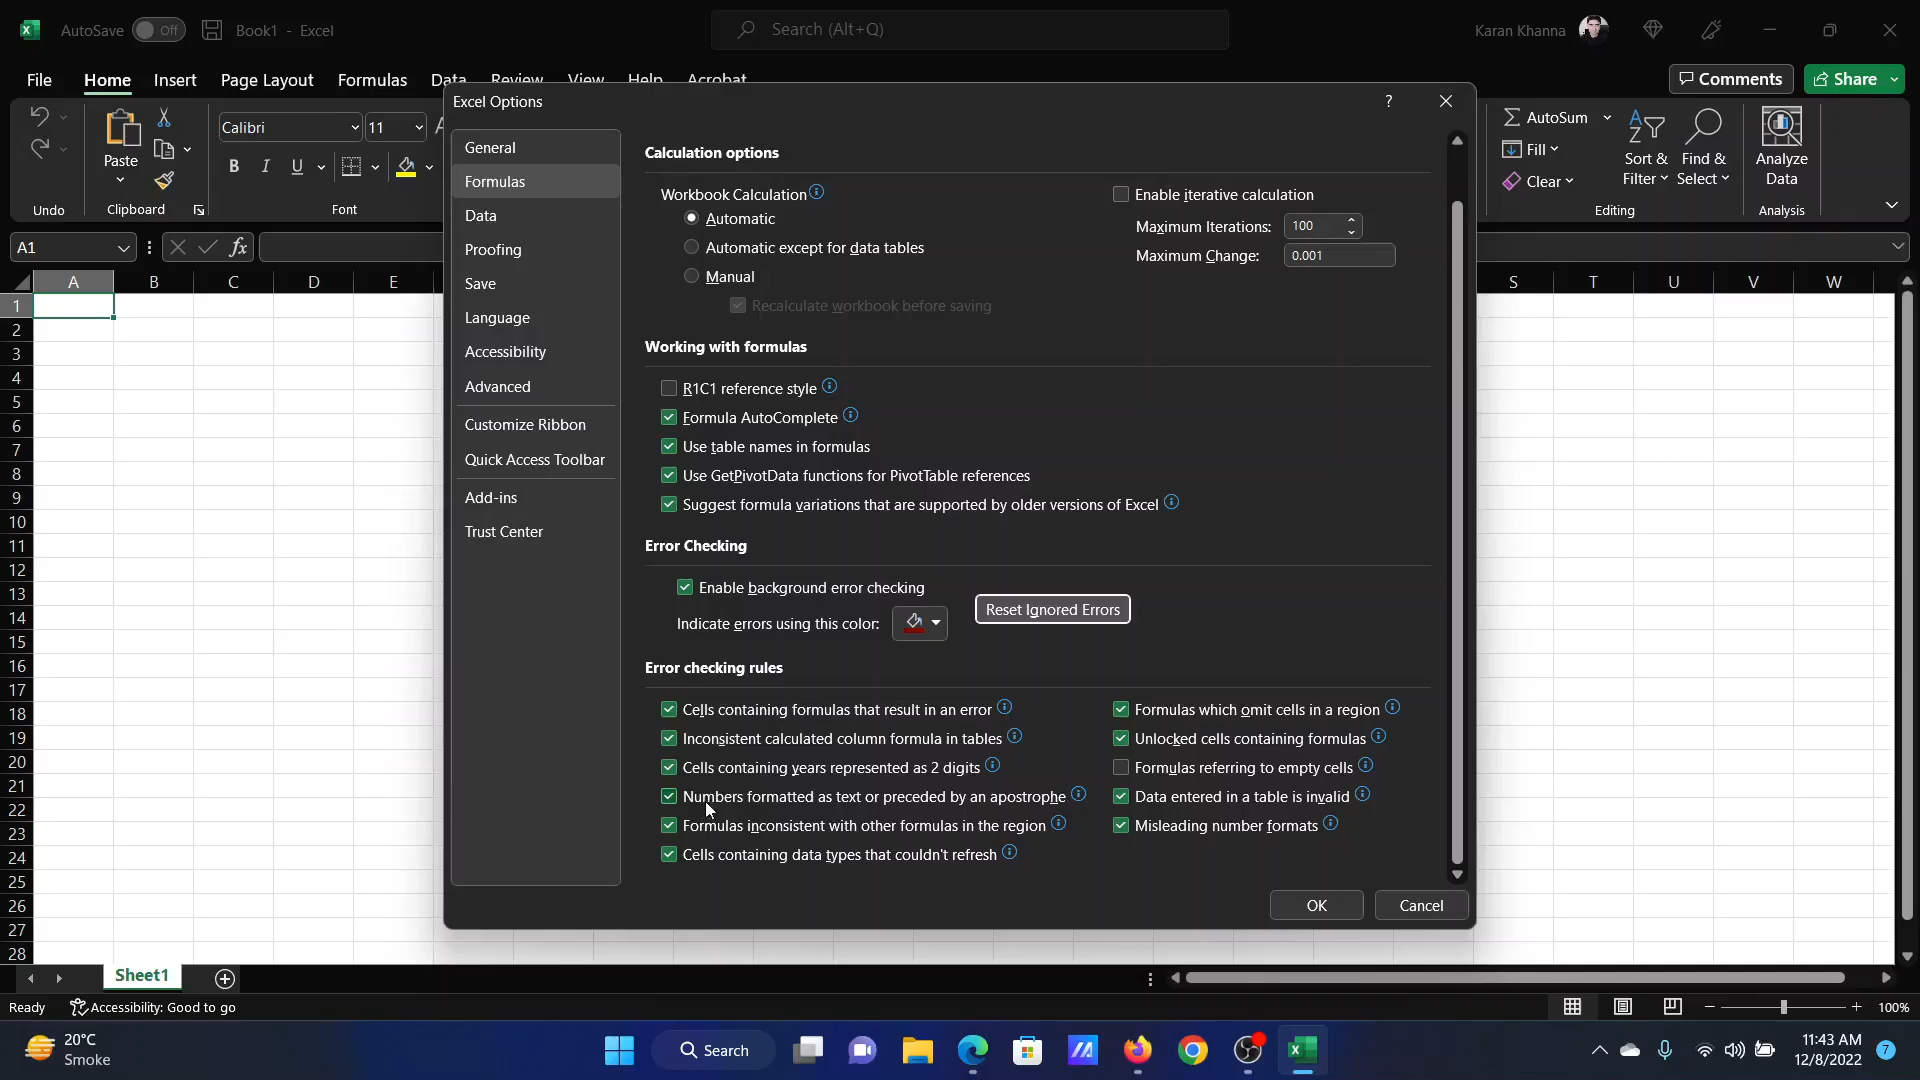 AutoSave Off Book1 - Excel Search (Alt+Q) Karan Khanna
File Home Insert Page Layout Formulas Data Review View Help Acrobat Comments Share
Excel Options ?
Paste
Undo Clipboard
Calibri 11
B I U
Font
AutoSum
Fill
Clear
Sort & Filter
Find & Select
Editing
Analyze Data
Analysis
A1 fx
A B C D E S T U V W
1
2
3
4
5
6
7
8
9
10
11
12
13
14
15
16
17
18
19
20
21
22
23
24
25
26
27
28
General
Formulas
Data
Proofing
Save
Language
Accessibility
Advanced
Customize Ribbon
Quick Access Toolbar
Add-ins
Trust Center
Calculation options
Workbook Calculation
Automatic
Automatic except for data tables
Manual
Recalculate workbook before saving
Enable iterative calculation
Maximum Iterations: 100
Maximum Change: 0.001
Working with formulas
R1C1 reference style
Formula AutoComplete
Use table names in formulas
Use GetPivotData functions for PivotTable references
Suggest formula variations that are supported by older versions of Excel
Error Checking
Enable background error checking
Indicate errors using this color:
Reset Ignored Errors
Error checking rules
Cells containing formulas that result in an error
Inconsistent calculated column formula in tables
Cells containing years represented as 2 digits
Numbers formatted as text or preceded by an apostrophe
Formulas inconsistent with other formulas in the region
Cells containing data types that couldn't refresh
Formulas which omit cells in a region
Unlocked cells containing formulas
Formulas referring to empty cells
Data entered in a table is invalid
Misleading number formats
OK Cancel
Sheet1
Ready Accessibility: Good to go 100%
20°C
Smoke
Search
11:43 AM
12/8/2022
7